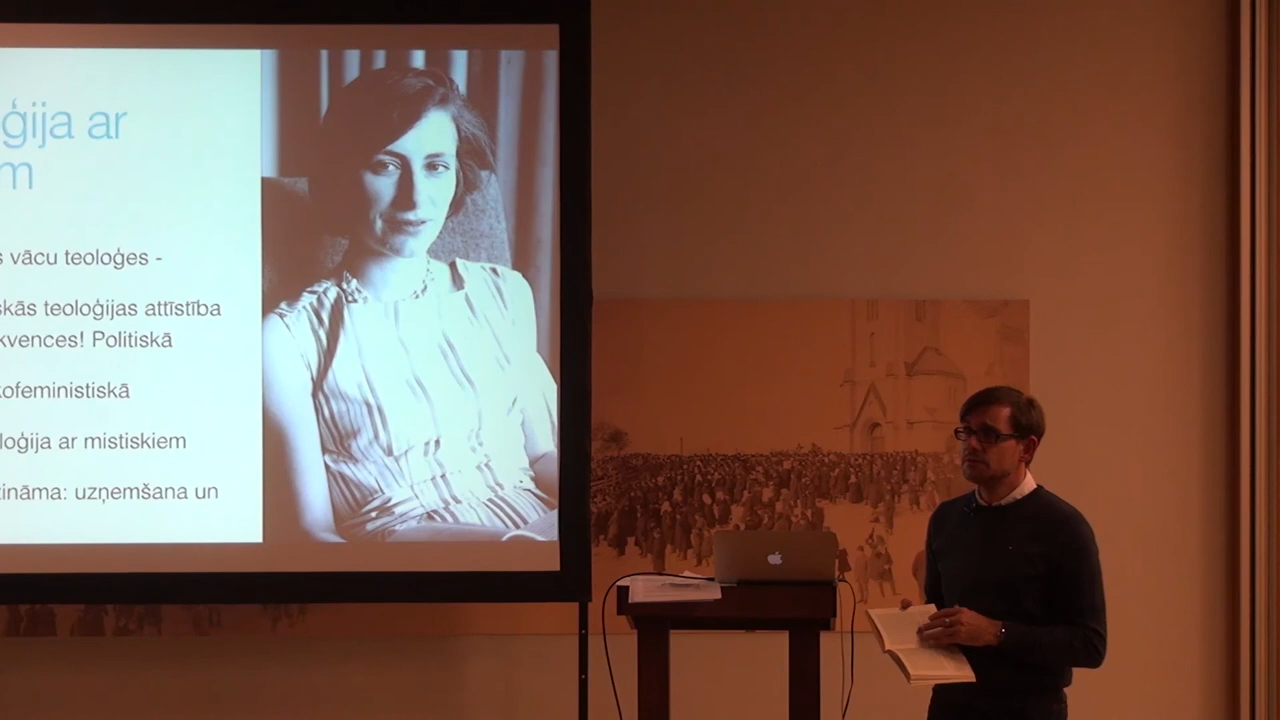 ģija ar
m
s vācu teoloģes -
skās teoloģijas attīstība
kvences! Politiskā
kofeministiskā
loģija ar mistiskiem
ināma: uzņemšana un